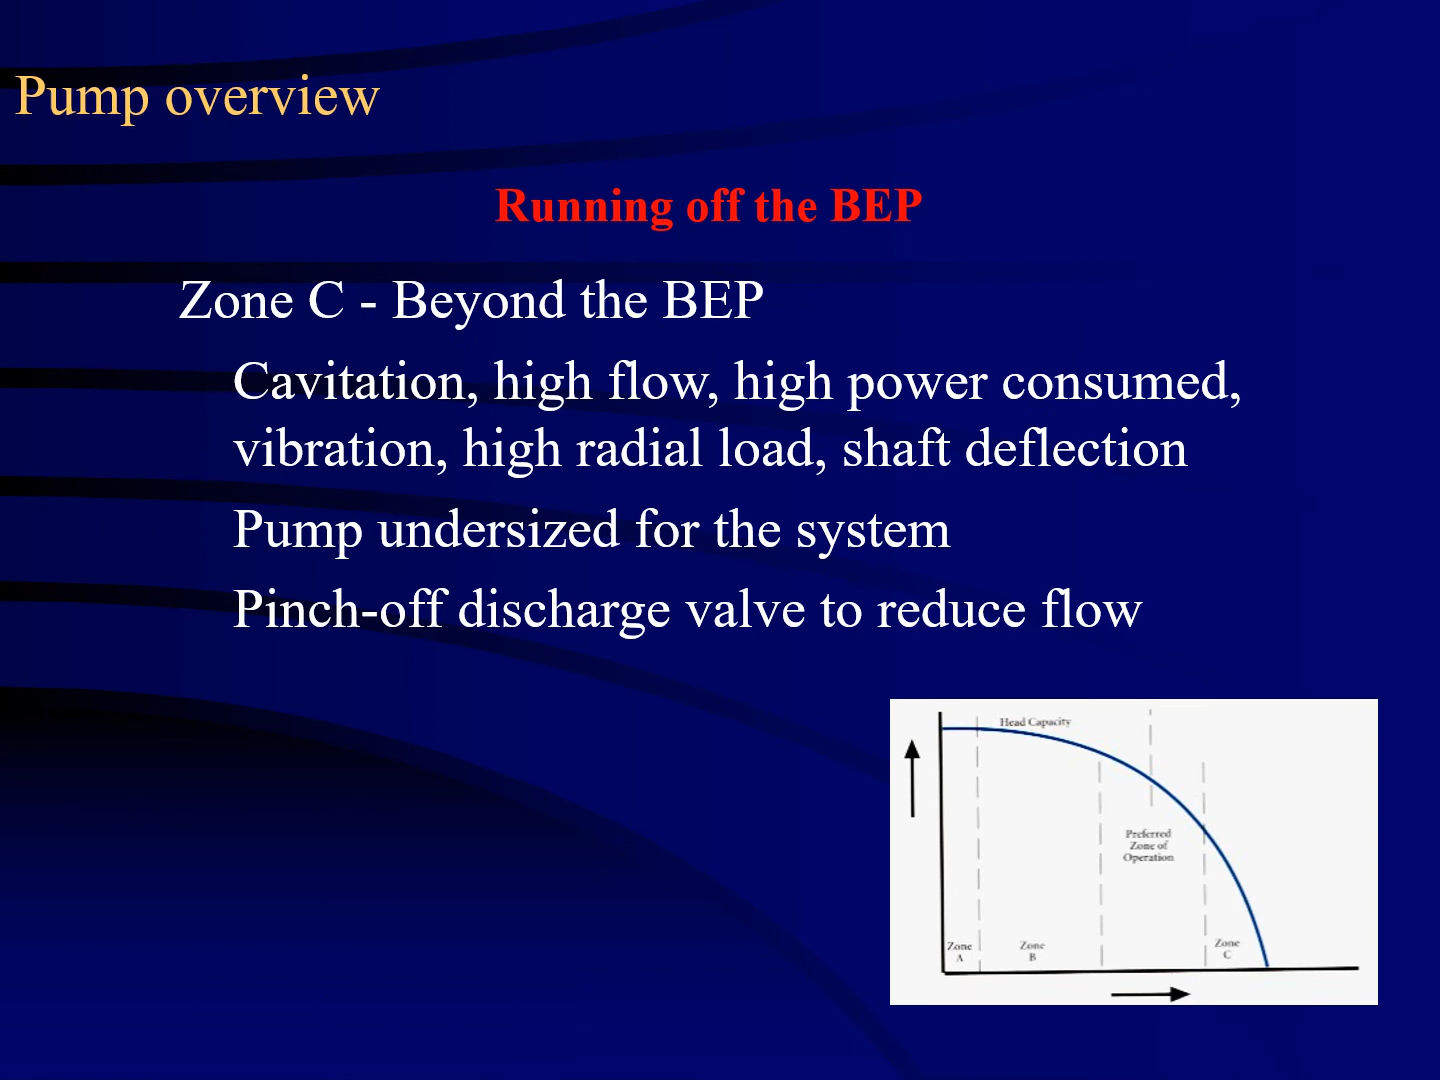 Pump overview
Running off the BEP
Zone C - Beyond the BEP
Cavitation, high flow, high power consumed,
vibration, high radial load, shaft deflection
Pump undersized for the system
Pinch-off discharge valve to reduce flow
Head Capacity
Preferred
Zone of
Operation
Zone
A
Zone
B
Zone
C